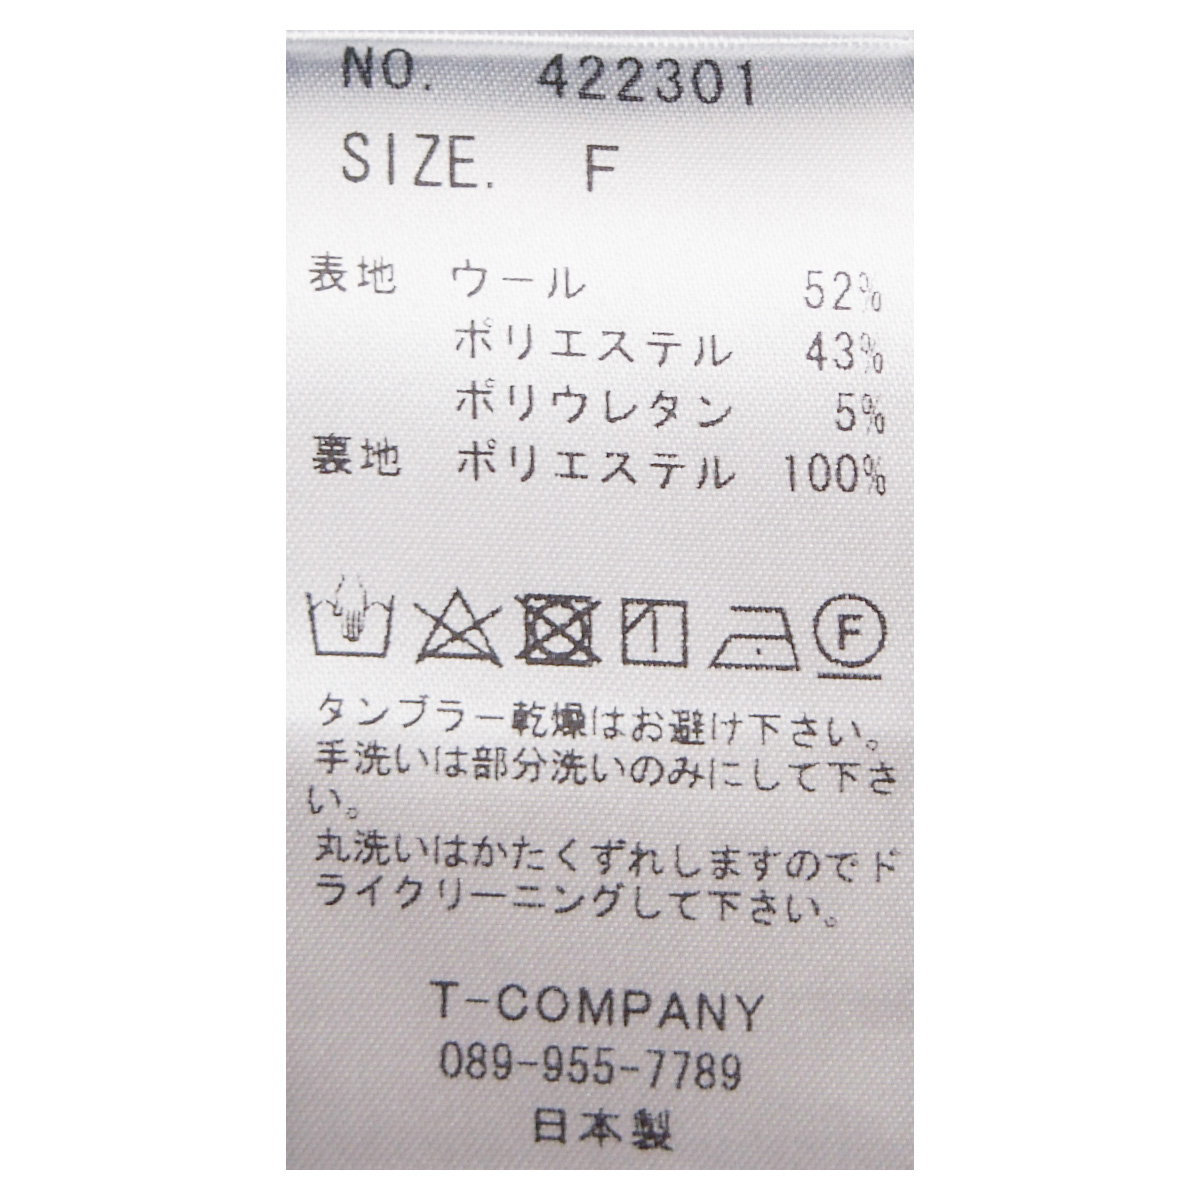 NO. 422301
SIZE. F
表地 ウール 52%
ポリエステル 43%
ポリウレタン 5%
裏地 ポリエステル 100%
F
タンブラー乾燥はお避け下さい。
手洗いは部分洗いのみにして下さ
い。
丸洗いはかたくずれしますのでド
ライクリーニングして下さい。
T-COMPANY
089-955-7789
日本製